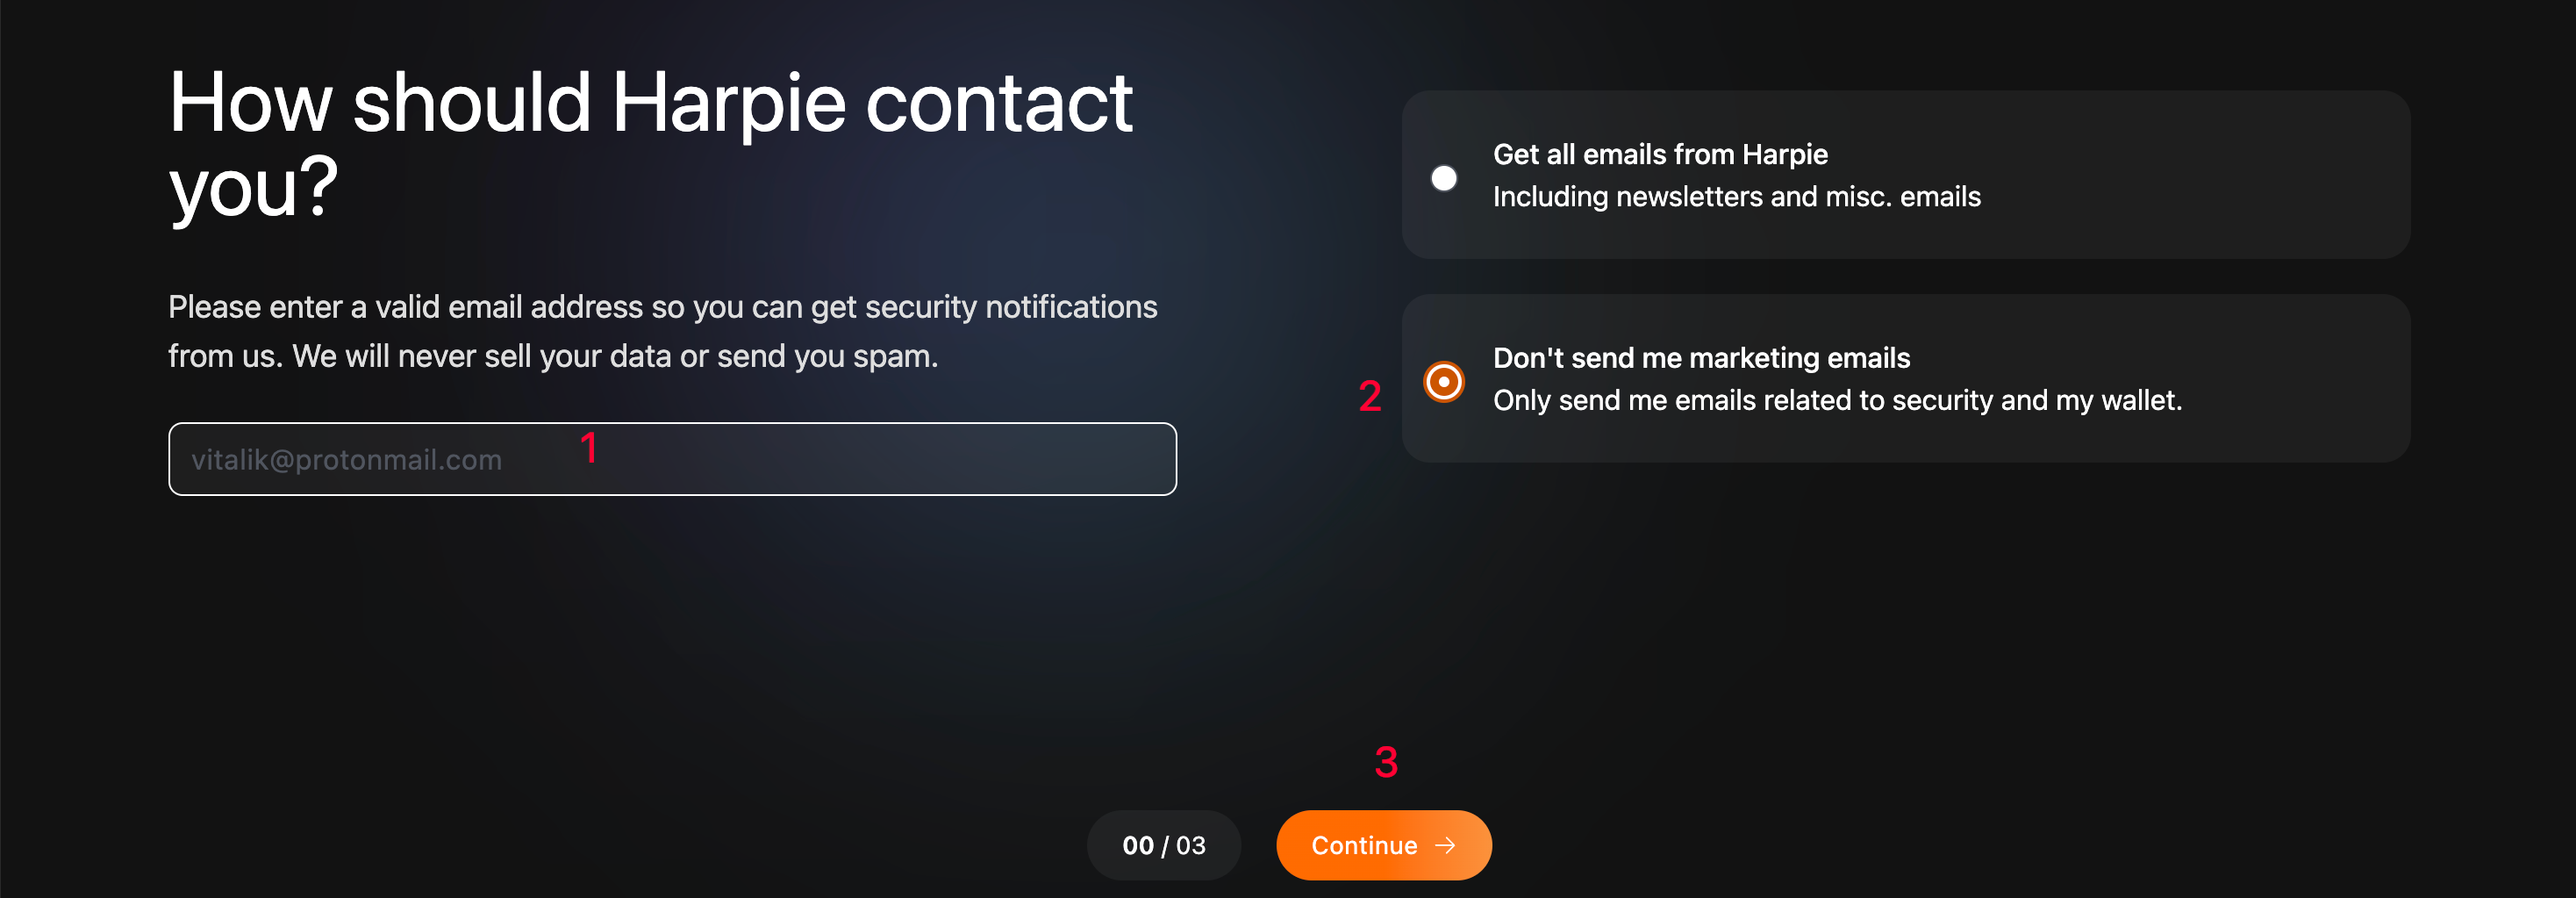 How should Harpie contact
you?
Please enter a valid email address so you can get security notifications
from us. We will never sell your data or send you spam.
vitalik@protonmail.com
1
Get all emails from Harpie
Including newsletters and misc. emails
2
Don't send me marketing emails
Only send me emails related to security and my wallet.
3
00 / 03
Continue →